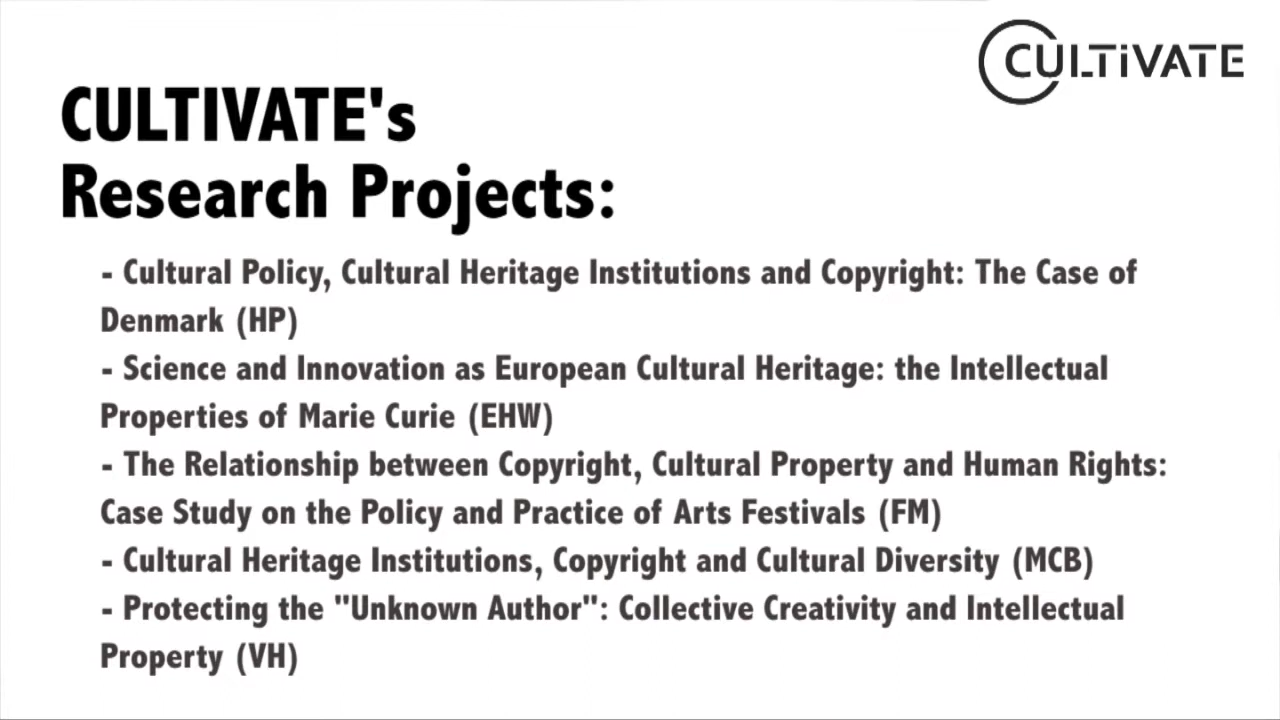 CULTiVATE
CULTIVATE's
Research Projects:
- Cultural Policy, Cultural Heritage Institutions and Copyright: The Case of
Denmark (HP)
- Science and Innovation as European Cultural Heritage: the Intellectual
Properties of Marie Curie (EHW)
- The Relationship between Copyright, Cultural Property and Human Rights:
Case Study on the Policy and Practice of Arts Festivals (FM)
- Cultural Heritage Institutions, Copyright and Cultural Diversity (MCB)
- Protecting the "Unknown Author": Collective Creativity and Intellectual
Property (VH)